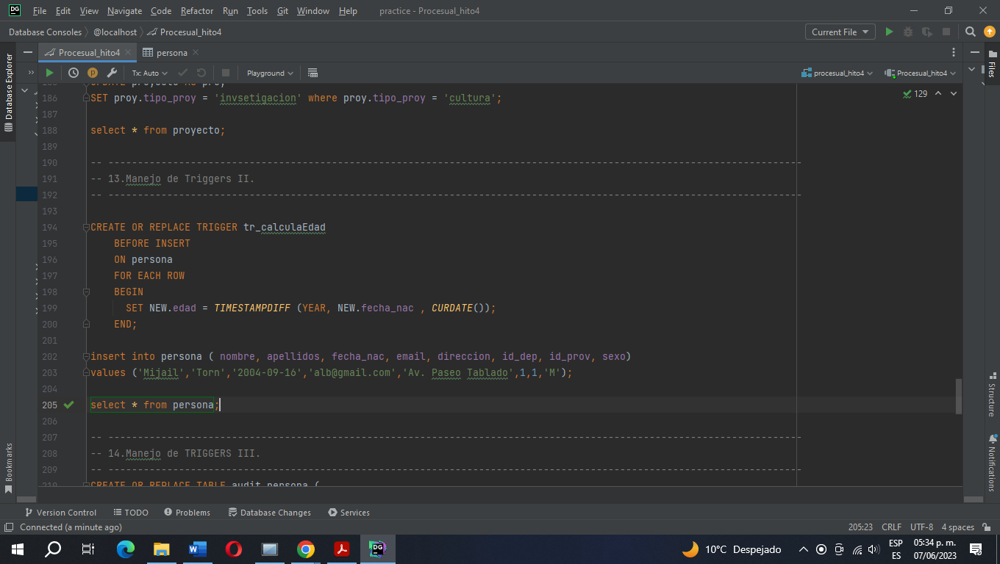 DG File Edit View Navigate Code Refactor Run Tools Git Window Help practice - Procesual_hito4
Database Consoles @localhost Procesual_hito4 Current File
Procesual_hito4 persona
Tx: Auto Playground procesual_hito4 Procesual_hito4
Database Explorer
Bookmarks
Files
Structure
Notifications
129
186 SET proy.tipo_proy = 'invsetigacion' where proy.tipo_proy = 'cultura';
187
188 select * from proyecto;
189
190 -- ----------------------------------------------------------------------------------------------------------------------
191 -- 13.Manejo de Triggers II.
192 -- ----------------------------------------------------------------------------------------------------------------------
193
194 CREATE OR REPLACE TRIGGER tr_calculaEdad
195 BEFORE INSERT
196 ON persona
197 FOR EACH ROW
198 BEGIN
199 SET NEW.edad = TIMESTAMPDIFF (YEAR, NEW.fecha_nac , CURDATE());
200 END;
201
202 insert into persona ( nombre, apellidos, fecha_nac, email, direccion, id_dep, id_prov, sexo)
203 values ('Mijail','Torn','2004-09-16','alb@gmail.com','Av. Paseo Tablado',1,1,'M');
204
205 select * from persona;
206
207 -- ----------------------------------------------------------------------------------------------------------------------
208 -- 14.Manejo de TRIGGERS III.
209 -- ----------------------------------------------------------------------------------------------------------------------
210 CREATE OR REPLACE TABLE audit_persona (
Version Control TODO Problems Database Changes Services
Connected (a minute ago) 205:23 CRLF UTF-8 4 spaces
10°C Despejado ESP ES 05:34 p. m. 07/06/2023